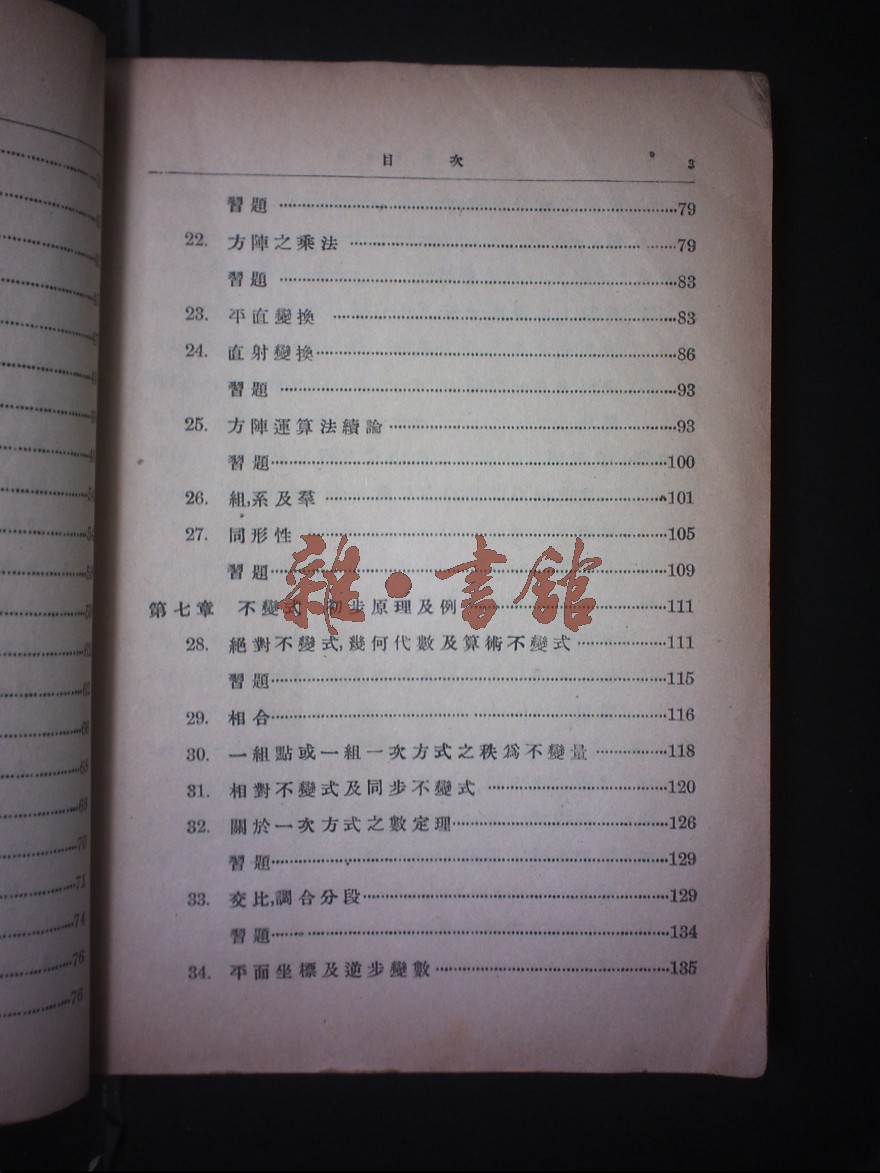 目 次 3
習題 79
22. 方陣之乘法 79
習題 83
23. 平直變換 83
24. 直射變換 86
習題 93
25. 方陣運算法續論 93
習題 100
26. 組,系及羣 101
27. 同形性 105
習題 109
第七章 不變式 初步原理及例 111
28. 絕對不變式,幾何代數及算術不變式 111
習題 115
29. 相合 116
30. 一組點或一組一次方式之秩爲不變量 118
31. 相對不變式及同步不變式 120
32. 關於一次方式之數定理 126
習題 129
33. 交比,調合分段 129
習題 134
34. 平面坐標及逆步變數 135
雜·書館
71
74
76
76